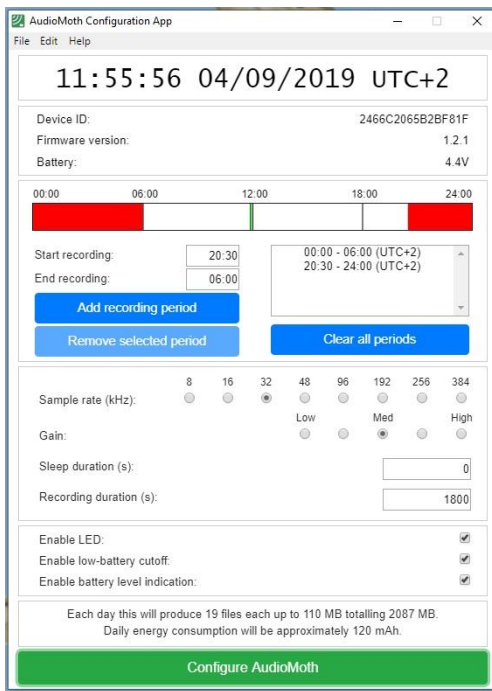 AudioMoth Configuration App
File Edit Help
11:55:56 04/09/2019 UTC+2
Device ID: 2466C2065B2BF81F
Firmware version: 1.2.1
Battery: 4.4V
00:00 06:00 12:00 18:00 24:00
Start recording: 20:30
End recording: 06:00
00:00 - 06:00 (UTC+2)
20:30 - 24:00 (UTC+2)
Add recording period
Remove selected period
Clear all periods
8 16 32 48 96 192 256 384
Sample rate (kHz):
Low Med High
Gain:
Sleep duration (s): 0
Recording duration (s): 1800
Enable LED:
Enable low-battery cutoff:
Enable battery level indication:
Each day this will produce 19 files each up to 110 MB totalling 2087 MB.
Daily energy consumption will be approximately 120 mAh.
Configure AudioMoth